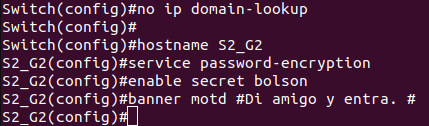 Switch(config)#no ip domain-lookup
Switch(config)#
Switch(config)#hostname S2_G2
S2_G2(config)#service password-encryption
S2_G2(config)#enable secret bolson
S2_G2(config)#banner motd #Di amigo y entra. #
S2_G2(config)#